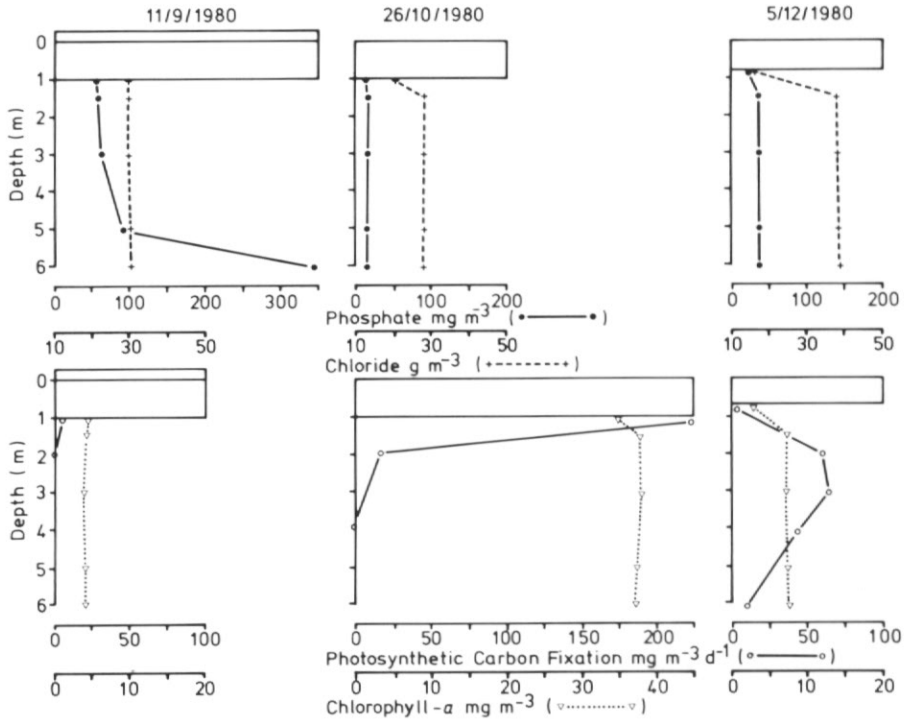 11/9/1980 26/10/1980 5/12/1980
0
1
2
3
4
5
6
Depth (m)
0 100 200 300 0 100 200 0 100 200
Phosphate mg m⁻³ ( )
10 30 50 10 30 50 10 30 50
Chloride g m⁻³ ( )
0
1
2
3
4
5
6
Depth (m)
0 50 100 0 50 100 150 200 0 50 100
Photosynthetic Carbon Fixation mg m⁻³ d⁻¹ ( )
0 10 20 0 10 20 30 40 0 10 20
Chlorophyll-a mg m⁻³ ( )